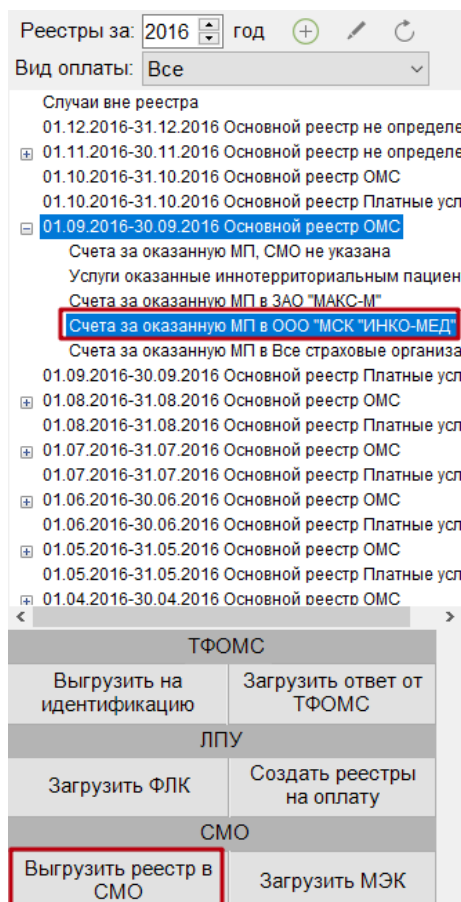 Реестры за: 2016 год
Вид оплаты: Все
Случаи вне реестра
01.12.2016-31.12.2016 Основной реестр не определе
01.11.2016-30.11.2016 Основной реестр не определе
01.10.2016-31.10.2016 Основной реестр ОМС
01.10.2016-31.10.2016 Основной реестр Платные усл
01.09.2016-30.09.2016 Основной реестр ОМС
Счета за оказанную МП, СМО не указана
Услуги оказанные иннотерриториальным пациен
Счета за оказанную МП в ЗАО "МАКС-М"
Счета за оказанную МП в ООО "МСК "ИНКО-МЕД"
Счета за оказанную МП в Все страховые организа
01.09.2016-30.09.2016 Основной реестр Платные усл
01.08.2016-31.08.2016 Основной реестр ОМС
01.08.2016-31.08.2016 Основной реестр Платные усл
01.07.2016-31.07.2016 Основной реестр ОМС
01.07.2016-31.07.2016 Основной реестр Платные усл
01.06.2016-30.06.2016 Основной реестр ОМС
01.06.2016-30.06.2016 Основной реестр Платные усл
01.05.2016-31.05.2016 Основной реестр ОМС
01.05.2016-31.05.2016 Основной реестр Платные усл
01.04.2016-30.04.2016 Основной реестр ОМС
ТФОМС
Выгрузить на
идентификацию
Загрузить ответ от
ТФОМС
ЛПУ
Загрузить ФЛК
Создать реестры
на оплату
СМО
Выгрузить реестр в
СМО
Загрузить МЭК